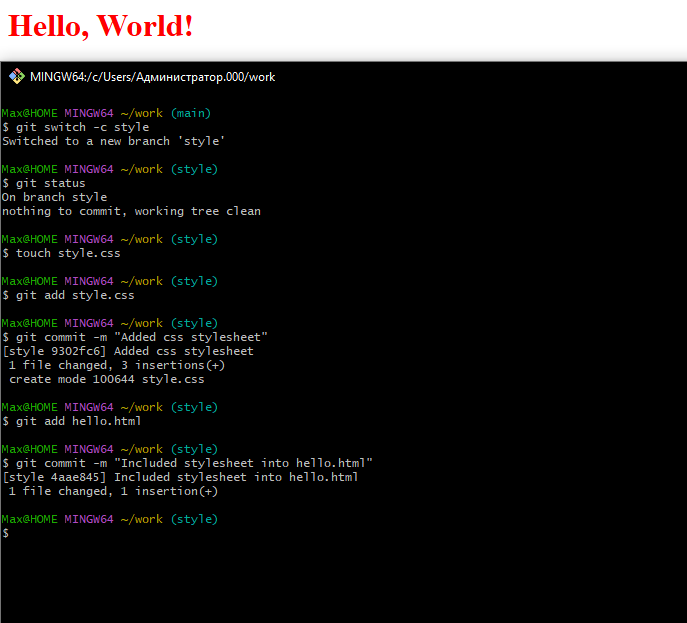 Hello, World!
MINGW64:/c/Users/Администратор.000/work
Max@HOME MINGW64 ~/work (main)
$ git switch -c style
Switched to a new branch 'style'
Max@HOME MINGW64 ~/work (style)
$ git status
On branch style
nothing to commit, working tree clean
Max@HOME MINGW64 ~/work (style)
$ touch style.css
Max@HOME MINGW64 ~/work (style)
$ git add style.css
Max@HOME MINGW64 ~/work (style)
$ git commit -m "Added css stylesheet"
[style 9302fc6] Added css stylesheet
 1 file changed, 3 insertions(+)
 create mode 100644 style.css
Max@HOME MINGW64 ~/work (style)
$ git add hello.html
Max@HOME MINGW64 ~/work (style)
$ git commit -m "Included stylesheet into hello.html"
[style 4aae845] Included stylesheet into hello.html
 1 file changed, 1 insertion(+)
Max@HOME MINGW64 ~/work (style)
$